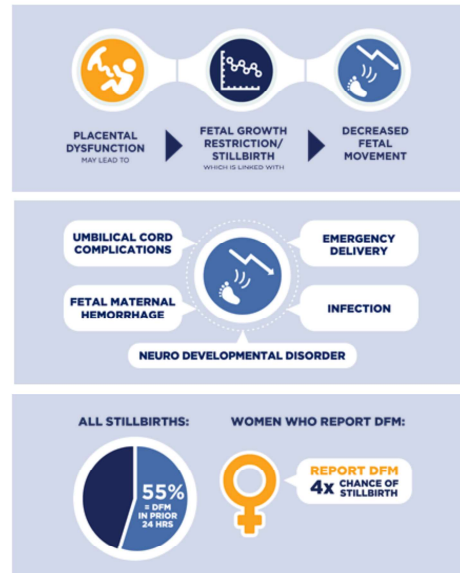 PLACENTAL
DYSFUNCTION
MAY LEAD TO
FETAL GROWTH
RESTRICTION/
STILLBIRTH
WHICH IS LINKED WITH
DECREASED
FETAL
MOVEMENT
UMBILICAL CORD
COMPLICATIONS
EMERGENCY
DELIVERY
FETAL MATERNAL
HEMORRHAGE
INFECTION
NEURO DEVELOPMENTAL DISORDER
ALL STILLBIRTHS:
55%
= DFM
IN PRIOR
24 HRS
WOMEN WHO REPORT DFM:
REPORT DFM
4x CHANCE OF
STILLBIRTH